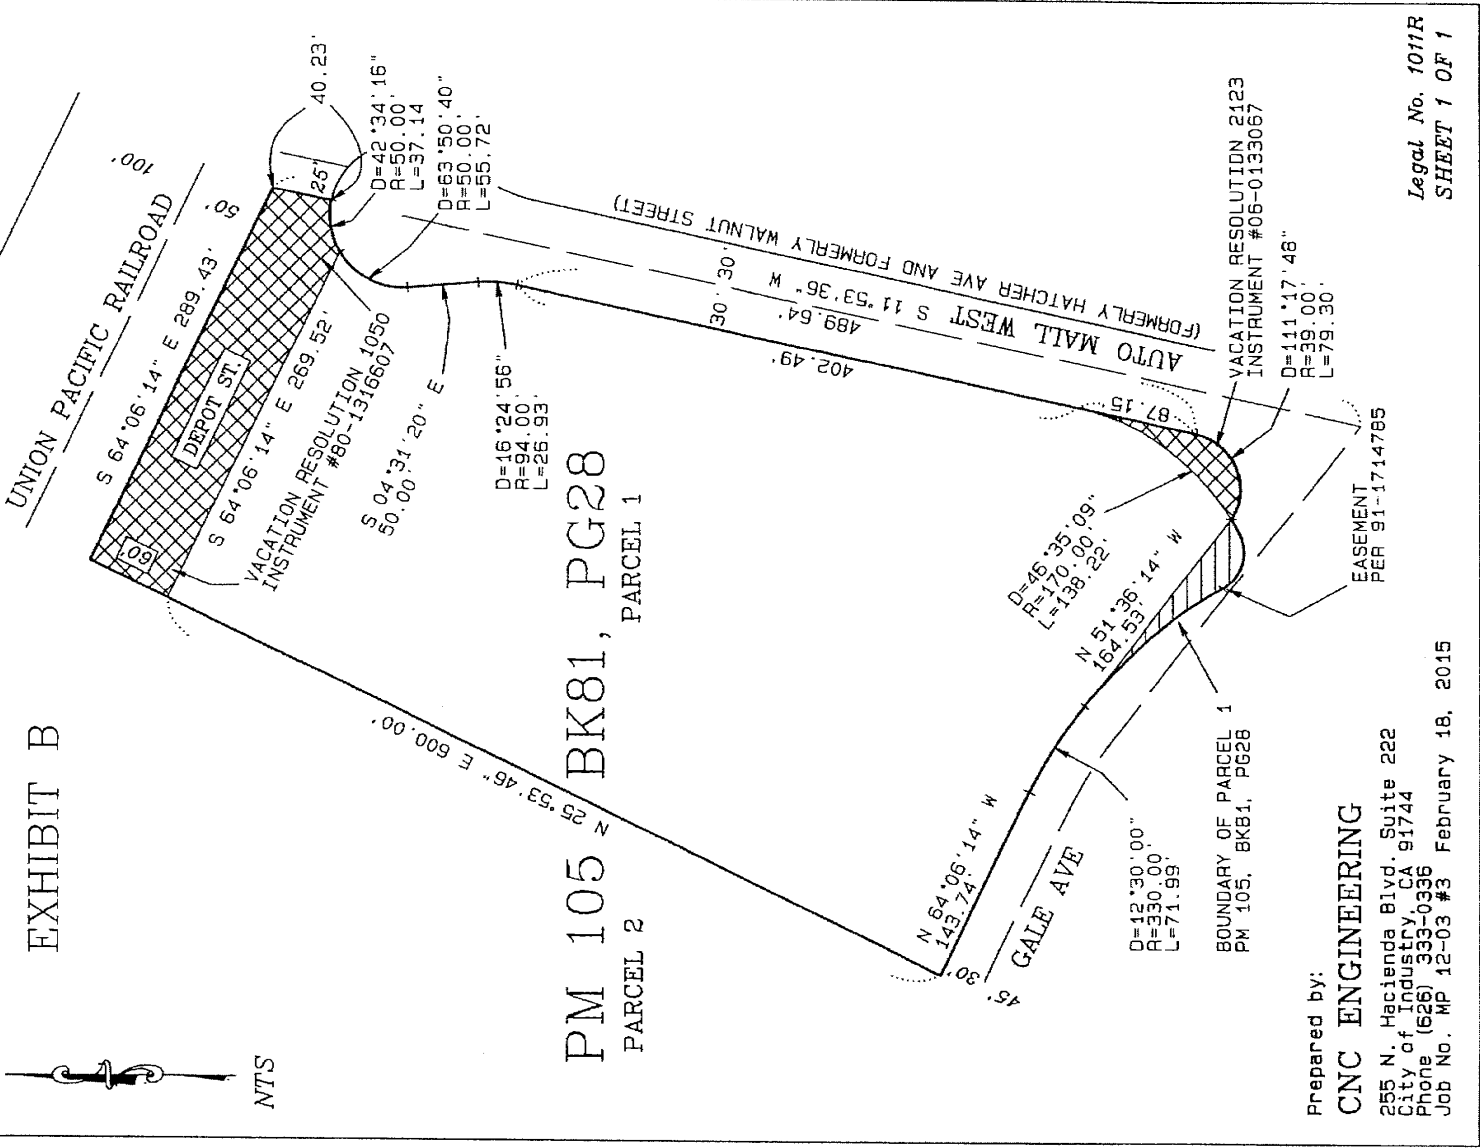 EXHIBIT B
NTS
UNION PACIFIC RAILROAD
100'
50'
40.23'
S 64°06'14" E 289.43'
DEPOT ST.
60'
S 64°06'14" E 269.52'
VACATION RESOLUTION 1050
INSTRUMENT #80-1316607
25'
D=42°34'16"
R=50.00'
L=37.14
D=63°50'40"
R=50.00'
L=55.72'
S 04°31'20" E
50.00'
D=16°24'56"
R=94.00'
L=26.93'
N 25°53'46" E 600.00'
PM 105 BK81, PG28
PARCEL 2
PARCEL 1
402.49'
489.64'
30'
30'
AUTO MALL WEST S 11°53'36" W
(FORMERLY HATCHER AVE AND FORMERLY WALNUT STREET)
87.15
VACATION RESOLUTION 2123
INSTRUMENT #06-0133067
D=111°17'48"
R=39.00'
L=79.30'
D=46°35'09"
R=170.00'
L=138.22'
N 51°36'14" W
164.53'
EASEMENT
PER 91-1714785
N 64°06'14" W
143.74'
30'
45'
GALE AVE
D=12°30'00"
R=330.00'
L=71.99'
BOUNDARY OF PARCEL 1
PM 105, BK81, PG28
Prepared by:
CNC ENGINEERING
255 N. Hacienda Blvd. Suite 222
City of Industry, CA 91744
Phone (626) 333-0336
Job No. MP 12-03 #3 February 18, 2015
Legal No. 1011R
SHEET 1 OF 1